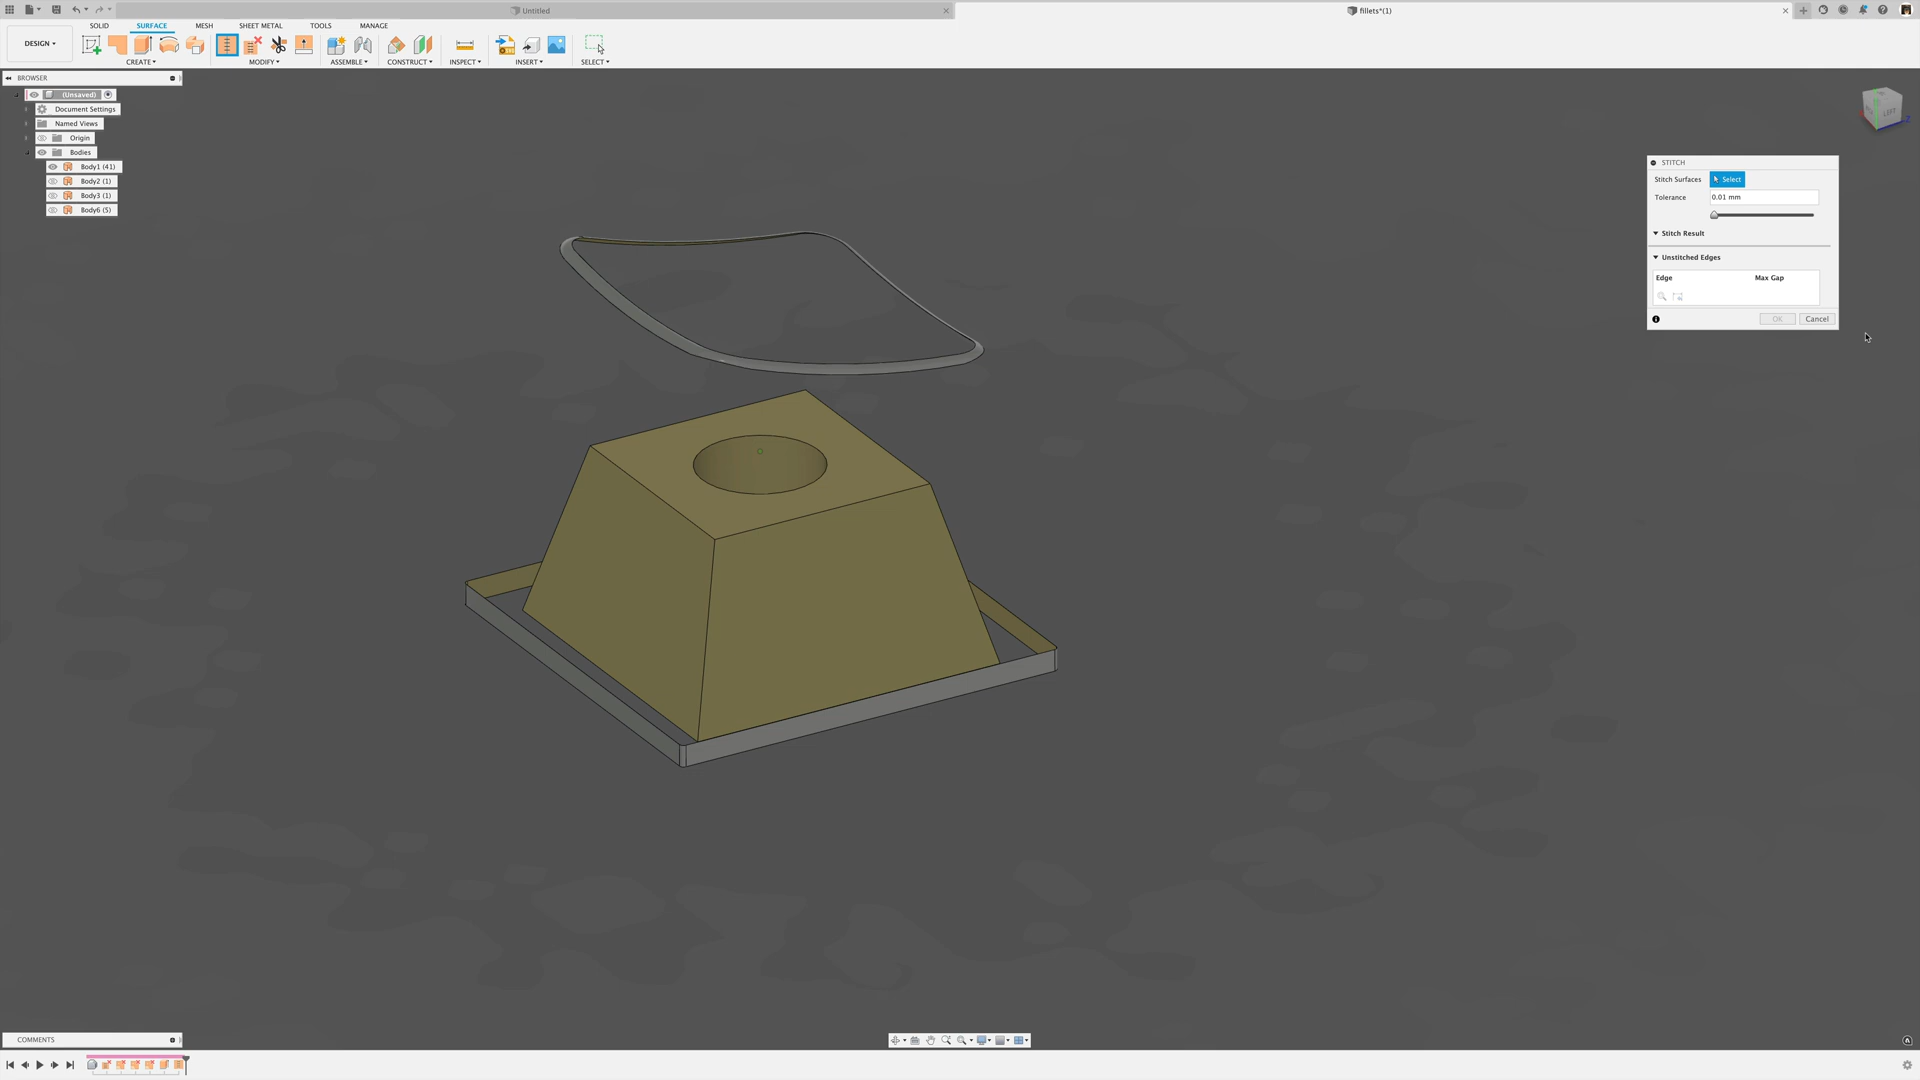 Untitled
fillets*(1)
DESIGN
SOLID
SURFACE
MESH
SHEET METAL
TOOLS
MANAGE
CREATE
MODIFY
ASSEMBLE
CONSTRUCT
INSPECT
INSERT
SELECT
BROWSER
(Unsaved)
Document Settings
Named Views
Origin
Bodies
Body1 (41)
Body2 (1)
Body3 (1)
Body6 (5)
LEFT
STITCH
Stitch Surfaces Select
Tolerance 0.01 mm
Stitch Result
Unstitched Edges
Edge Max Gap
OK Cancel
COMMENTS